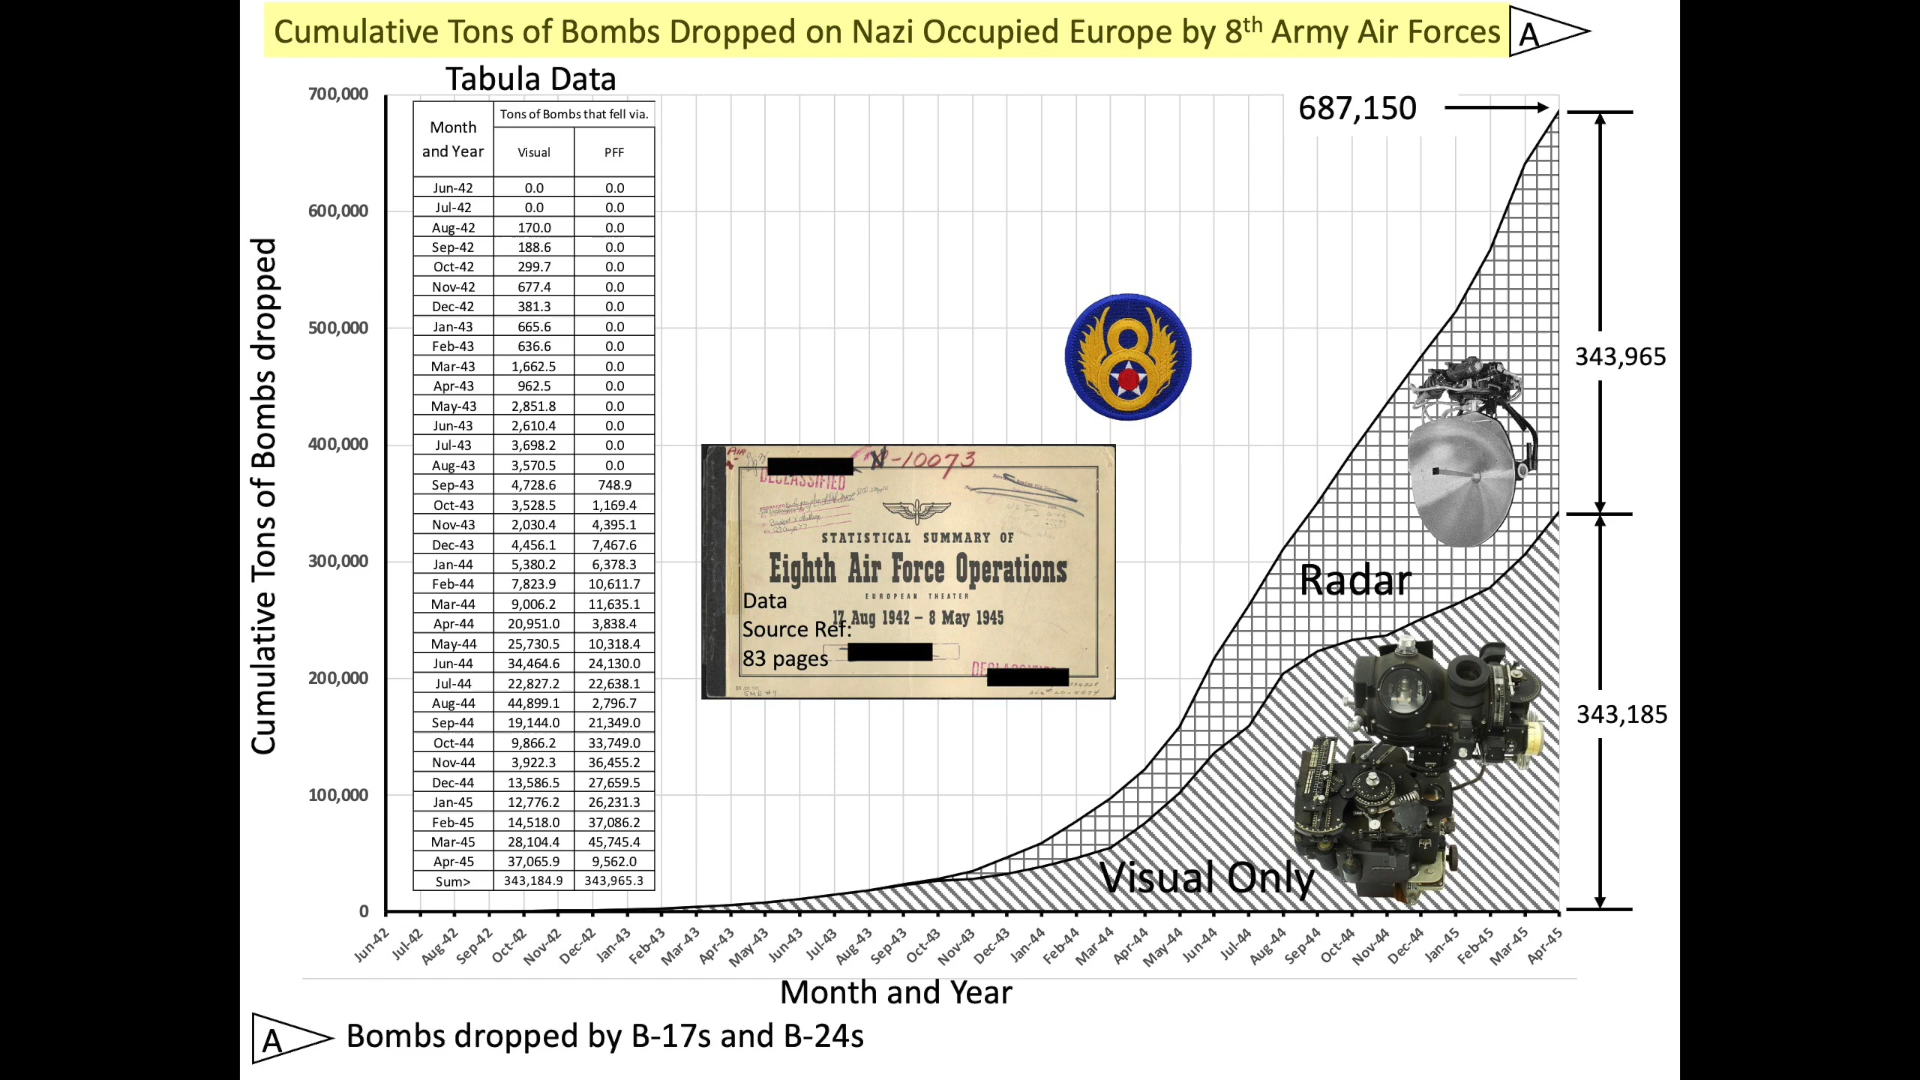 Cumulative Tons of Bombs Dropped on Nazi Occupied Europe by 8th Army Air Forces A
Tabula Data
Month and Year
Tons of Bombs that fell via.
Visual PFF
Jun-42 0.0 0.0
Jul-42 0.0 0.0
Aug-42 170.0 0.0
Sep-42 188.6 0.0
Oct-42 299.7 0.0
Nov-42 677.4 0.0
Dec-42 381.3 0.0
Jan-43 665.6 0.0
Feb-43 636.6 0.0
Mar-43 1,662.5 0.0
Apr-43 962.5 0.0
May-43 2,851.8 0.0
Jun-43 2,610.4 0.0
Jul-43 3,698.2 0.0
Aug-43 3,570.5 0.0
Sep-43 4,728.6 748.9
Oct-43 3,528.5 1,169.4
Nov-43 2,030.4 4,395.1
Dec-43 4,456.1 7,467.6
Jan-44 5,380.2 6,378.3
Feb-44 7,823.9 10,611.7
Mar-44 9,006.2 11,635.1
Apr-44 20,951.0 3,838.4
May-44 25,730.5 10,318.4
Jun-44 34,464.6 24,130.0
Jul-44 22,827.2 22,638.1
Aug-44 44,899.1 2,796.7
Sep-44 19,144.0 21,349.0
Oct-44 9,866.2 33,749.0
Nov-44 3,922.3 36,455.2
Dec-44 13,586.5 27,659.5
Jan-45 12,776.2 26,231.3
Feb-45 14,518.0 37,086.2
Mar-45 28,104.4 45,745.4
Apr-45 37,065.9 9,562.0
Sum> 343,184.9 343,965.3
Cumulative Tons of Bombs dropped
700,000
600,000
500,000
400,000
300,000
200,000
100,000
0
687,150
343,965
343,185
-10073
DECLASSIFIED
STATISTICAL SUMMARY OF
Eighth Air Force Operations
EUROPEAN THEATER
17 Aug 1942 – 8 May 1945
Data
Source Ref:
83 pages
Radar
Visual Only
Jun-42 Jul-42 Aug-42 Sep-42 Oct-42 Nov-42 Dec-42 Jan-43 Feb-43 Mar-43 Apr-43 May-43 Jun-43 Jul-43 Aug-43 Sep-43 Oct-43 Nov-43 Dec-43 Jan-44 Feb-44 Mar-44 Apr-44 May-44 Jun-44 Jul-44 Aug-44 Sep-44 Oct-44 Nov-44 Dec-44 Jan-45 Feb-45 Mar-45 Apr-45
Month and Year
A Bombs dropped by B-17s and B-24s